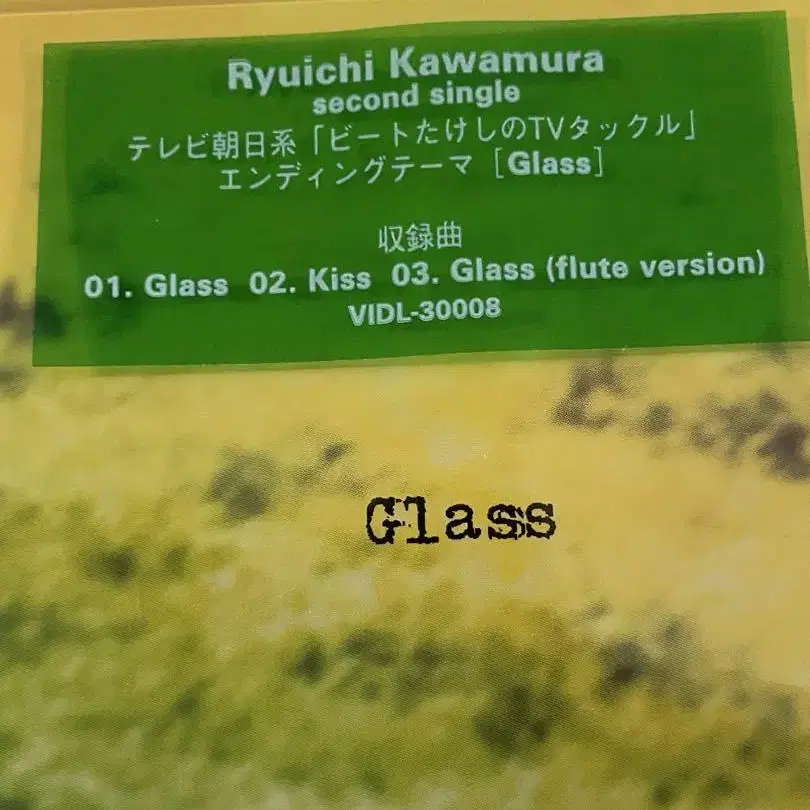 Ryuichi Kawamura
second single
テレビ朝日系「ビートたけしのTVタックル」
エンディングテーマ [Glass]
収録曲
01. Glass 02. Kiss 03. Glass (flute version)
VIDL-30008
Glass